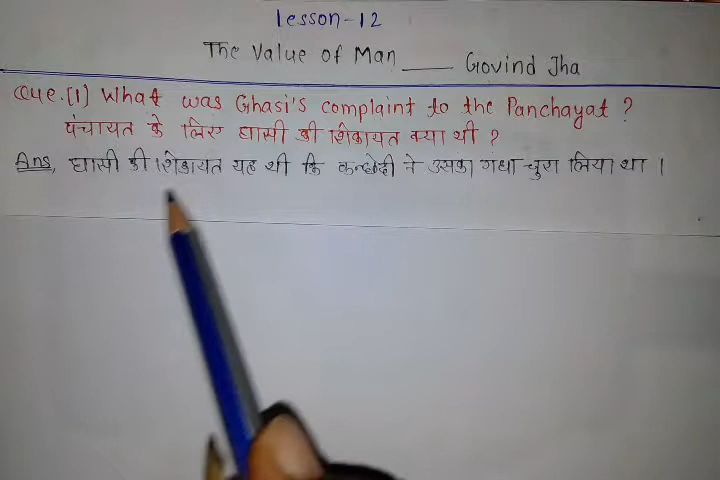 lesson-12
The Value of Man ___ Govind Jha
Que.[1] What was Ghasi's complaint to the Panchayat ?
पंचायत के लिए घासी की शिकायत क्या थी ?
Ans, घासी की शिकायत यह थी कि कन्छेदी ने उसका गधा चुरा लिया था ।